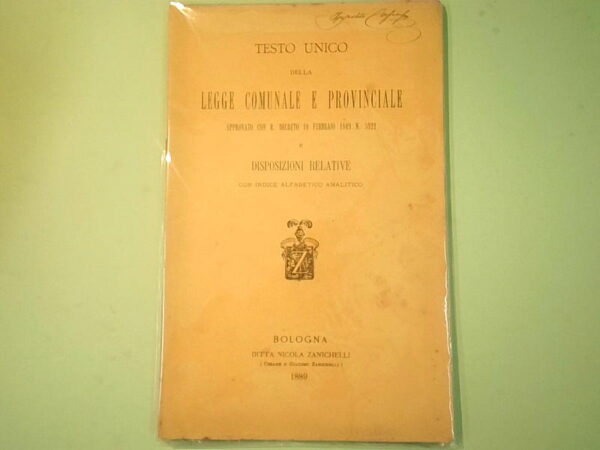 TESTO UNICO
DELLA
LEGGE COMUNALE E PROVINCIALE
APPROVATO CON R. DECRETO 10 FEBBRAIO 1889 N. 5921
E
DISPOSIZIONI RELATIVE
CON INDICE ALFABETICO ANALITICO
Z
BOLOGNA
DITTA NICOLA ZANICHELLI
( CESARE E GIACOMO ZANICHELLI )
1889